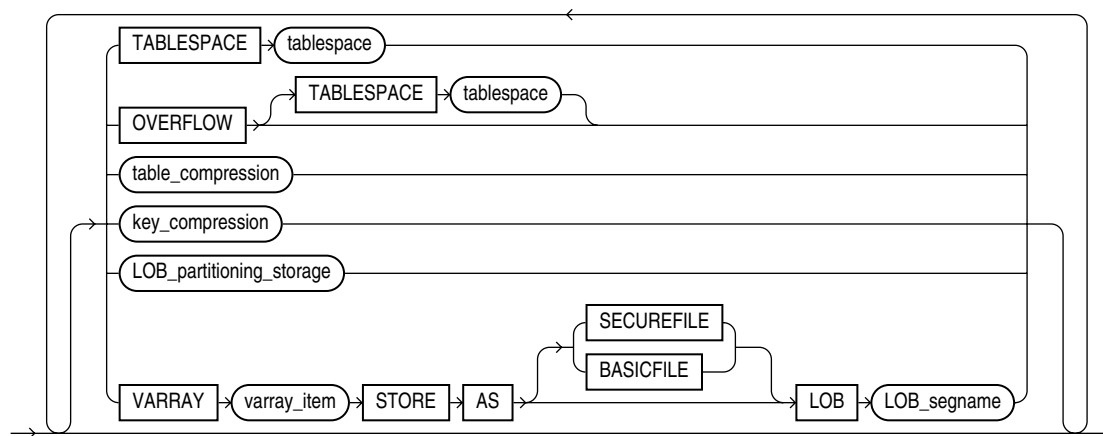 TABLESPACE tablespace
TABLESPACE tablespace
OVERFLOW
table_compression
key_compression
LOB_partitioning_storage
SECUREFILE
BASICFILE
VARRAY varray_item STORE AS LOB LOB_segname